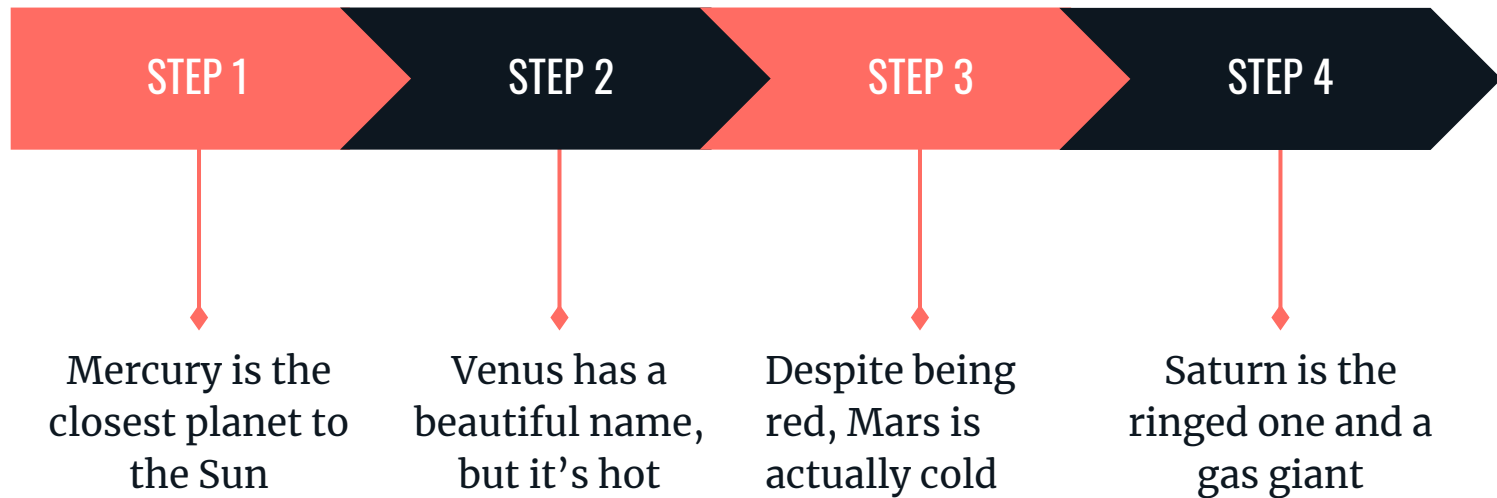 STEP 1
STEP 2
STEP 3
STEP 4
Mercury is the
closest planet to
the Sun
Venus has a
beautiful name,
but it’s hot
Despite being
red, Mars is
actually cold
Saturn is the
ringed one and a
gas giant